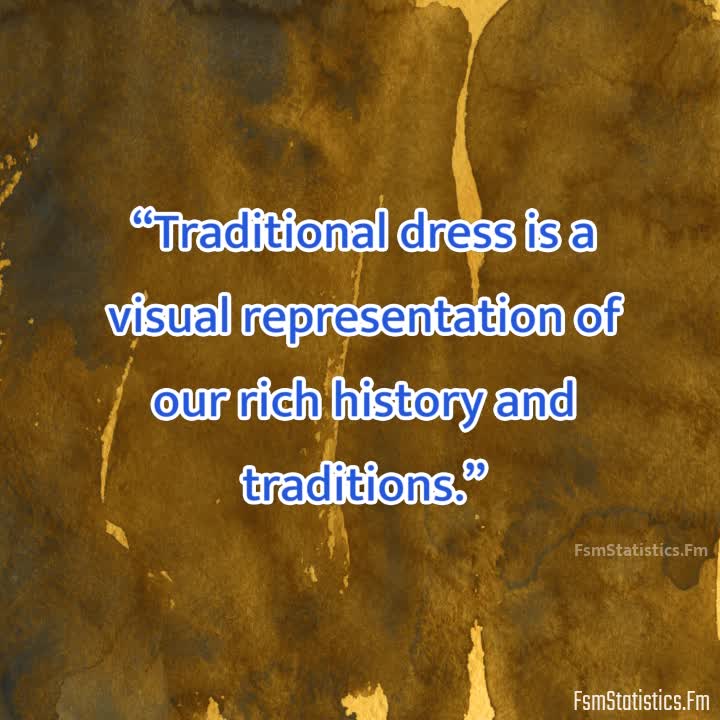 “Traditional dress is a
visual representation of
our rich history and
traditions.”
FsmStatistics.Fm
FsmStatistics.Fm